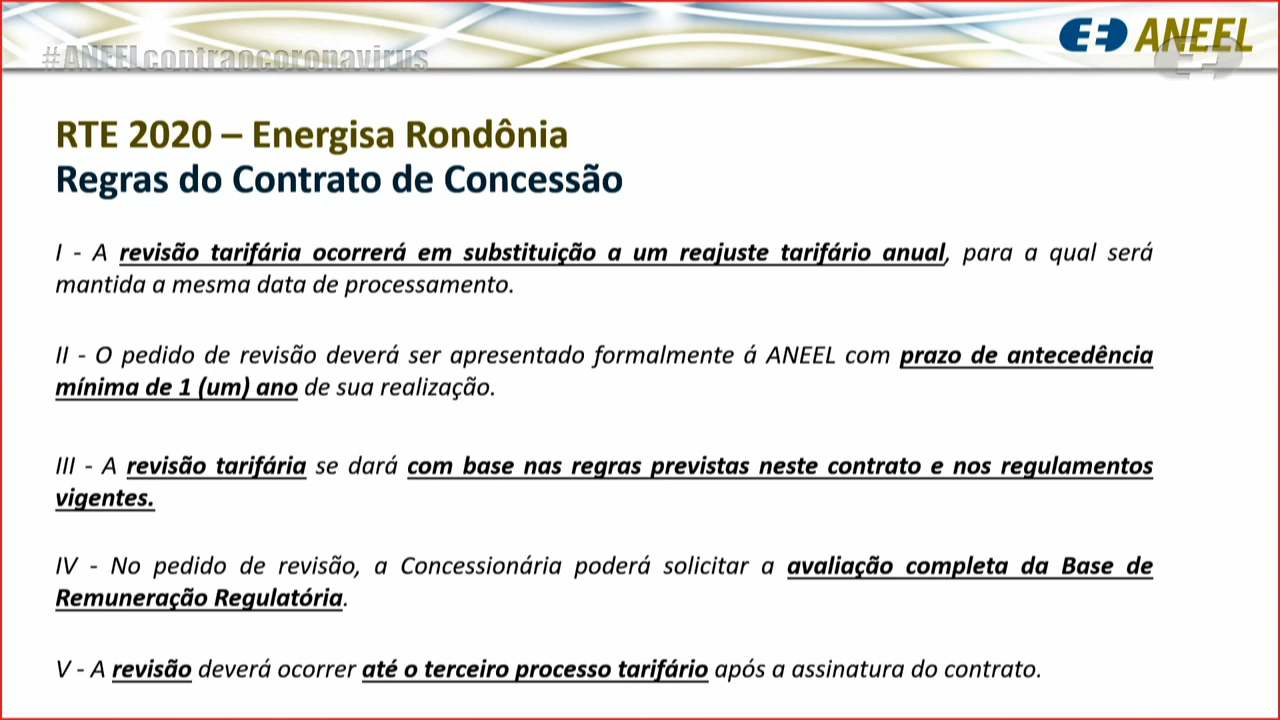 #ANEELcontraocoronavirus
ANEEL
RTE 2020 – Energisa Rondônia
Regras do Contrato de Concessão
I - A revisão tarifária ocorrerá em substituição a um reajuste tarifário anual, para a qual será
mantida a mesma data de processamento.
II - O pedido de revisão deverá ser apresentado formalmente á ANEEL com prazo de antecedência
mínima de 1 (um) ano de sua realização.
III - A revisão tarifária se dará com base nas regras previstas neste contrato e nos regulamentos
vigentes.
IV - No pedido de revisão, a Concessionária poderá solicitar a avaliação completa da Base de
Remuneração Regulatória.
V - A revisão deverá ocorrer até o terceiro processo tarifário após a assinatura do contrato.